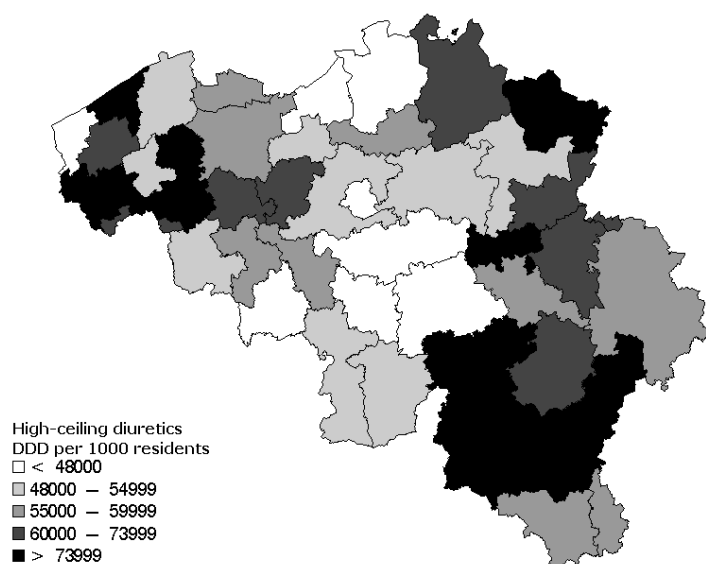 High-ceiling diuretics
DDD per 1000 residents
< 48000
48000 – 54999
55000 – 59999
60000 – 73999
> 73999